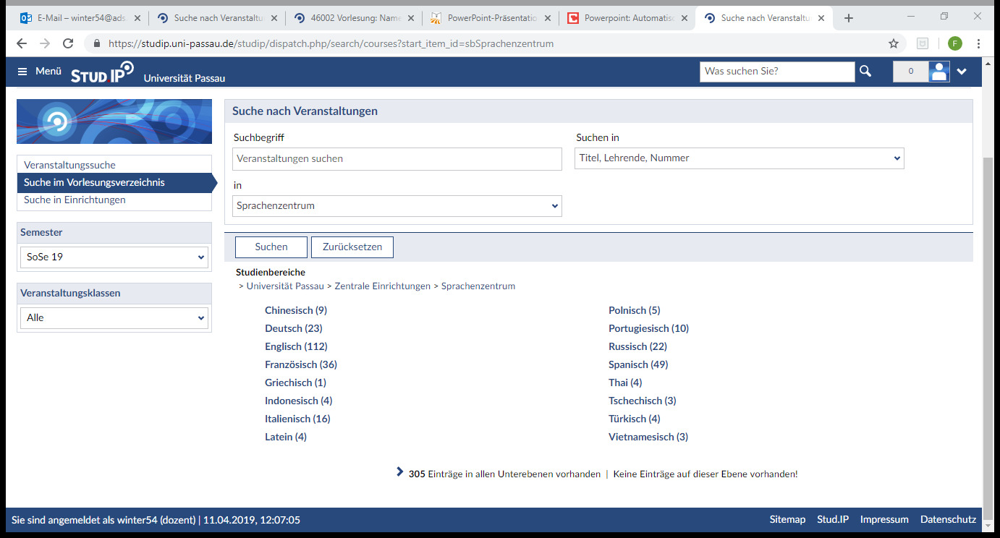 E-Mail – winter54@ads
Suche nach Veranstaltu
46002 Vorlesung: Name
PowerPoint-Präsentatio
Powerpoint: Automatisc
Suche nach Veranstaltu
https://studip.uni-passau.de/studip/dispatch.php/search/courses?start_item_id=sbSprachenzentrum
F
Menü
STUD.IP
Universität Passau
Was suchen Sie?
0
Suche nach Veranstaltungen
Suchbegriff
Suchen in
Veranstaltungen suchen
Titel, Lehrende, Nummer
in
Sprachenzentrum
Veranstaltungssuche
Suche im Vorlesungsverzeichnis
Suche in Einrichtungen
Semester
SoSe 19
Veranstaltungsklassen
Alle
Suchen
Zurücksetzen
Studienbereiche
> Universität Passau > Zentrale Einrichtungen > Sprachenzentrum
Chinesisch (9)
Deutsch (23)
Englisch (112)
Französisch (36)
Griechisch (1)
Indonesisch (4)
Italienisch (16)
Latein (4)
Polnisch (5)
Portugiesisch (10)
Russisch (22)
Spanisch (49)
Thai (4)
Tschechisch (3)
Türkisch (4)
Vietnamesisch (3)
305 Einträge in allen Unterebenen vorhanden | Keine Einträge auf dieser Ebene vorhanden!
Sie sind angemeldet als winter54 (dozent) | 11.04.2019, 12:07:05
Sitemap
Stud.IP
Impressum
Datenschutz